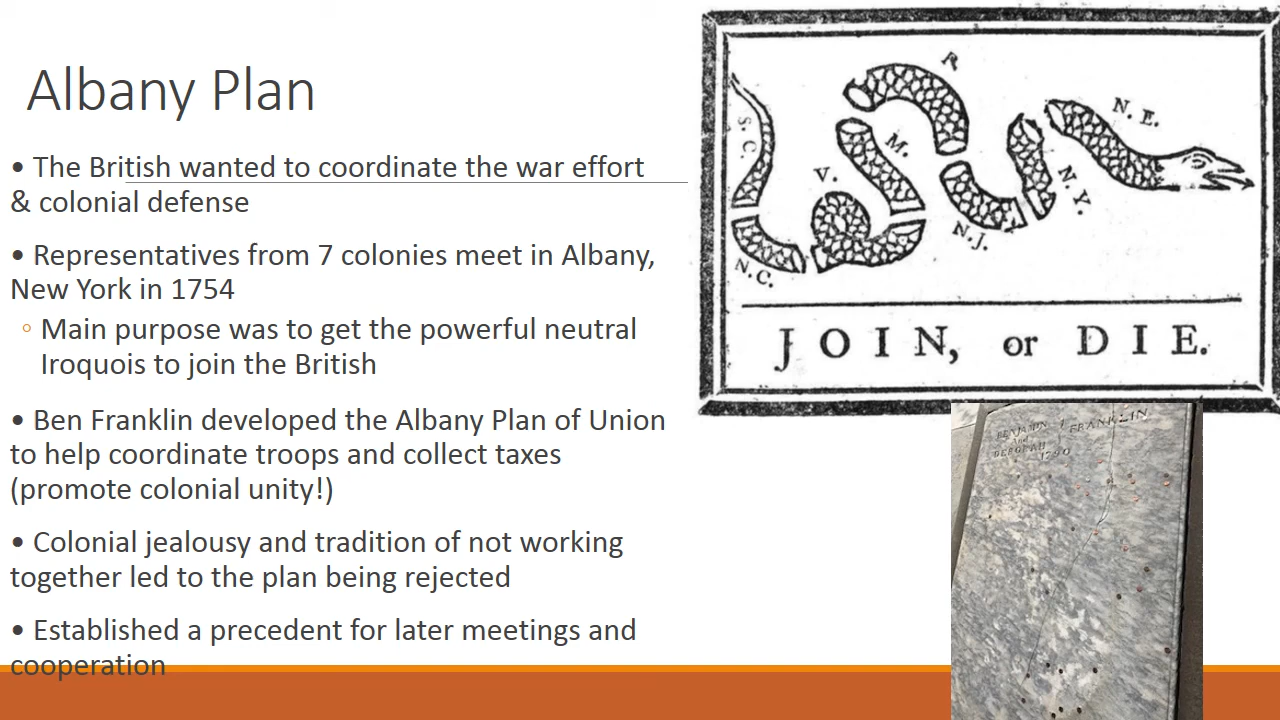 Albany Plan
• The British wanted to coordinate the war effort
& colonial defense
• Representatives from 7 colonies meet in Albany,
New York in 1754
◦ Main purpose was to get the powerful neutral
Iroquois to join the British
• Ben Franklin developed the Albany Plan of Union
to help coordinate troops and collect taxes
(promote colonial unity!)
• Colonial jealousy and tradition of not working
together led to the plan being rejected
• Established a precedent for later meetings and
cooperation
S. C.
N. C.
V.
M.
R
N. J.
N. Y.
N. E.
JOIN, or DIE.
BENJAMIN FRANKLIN
And
DEBORAH
1790